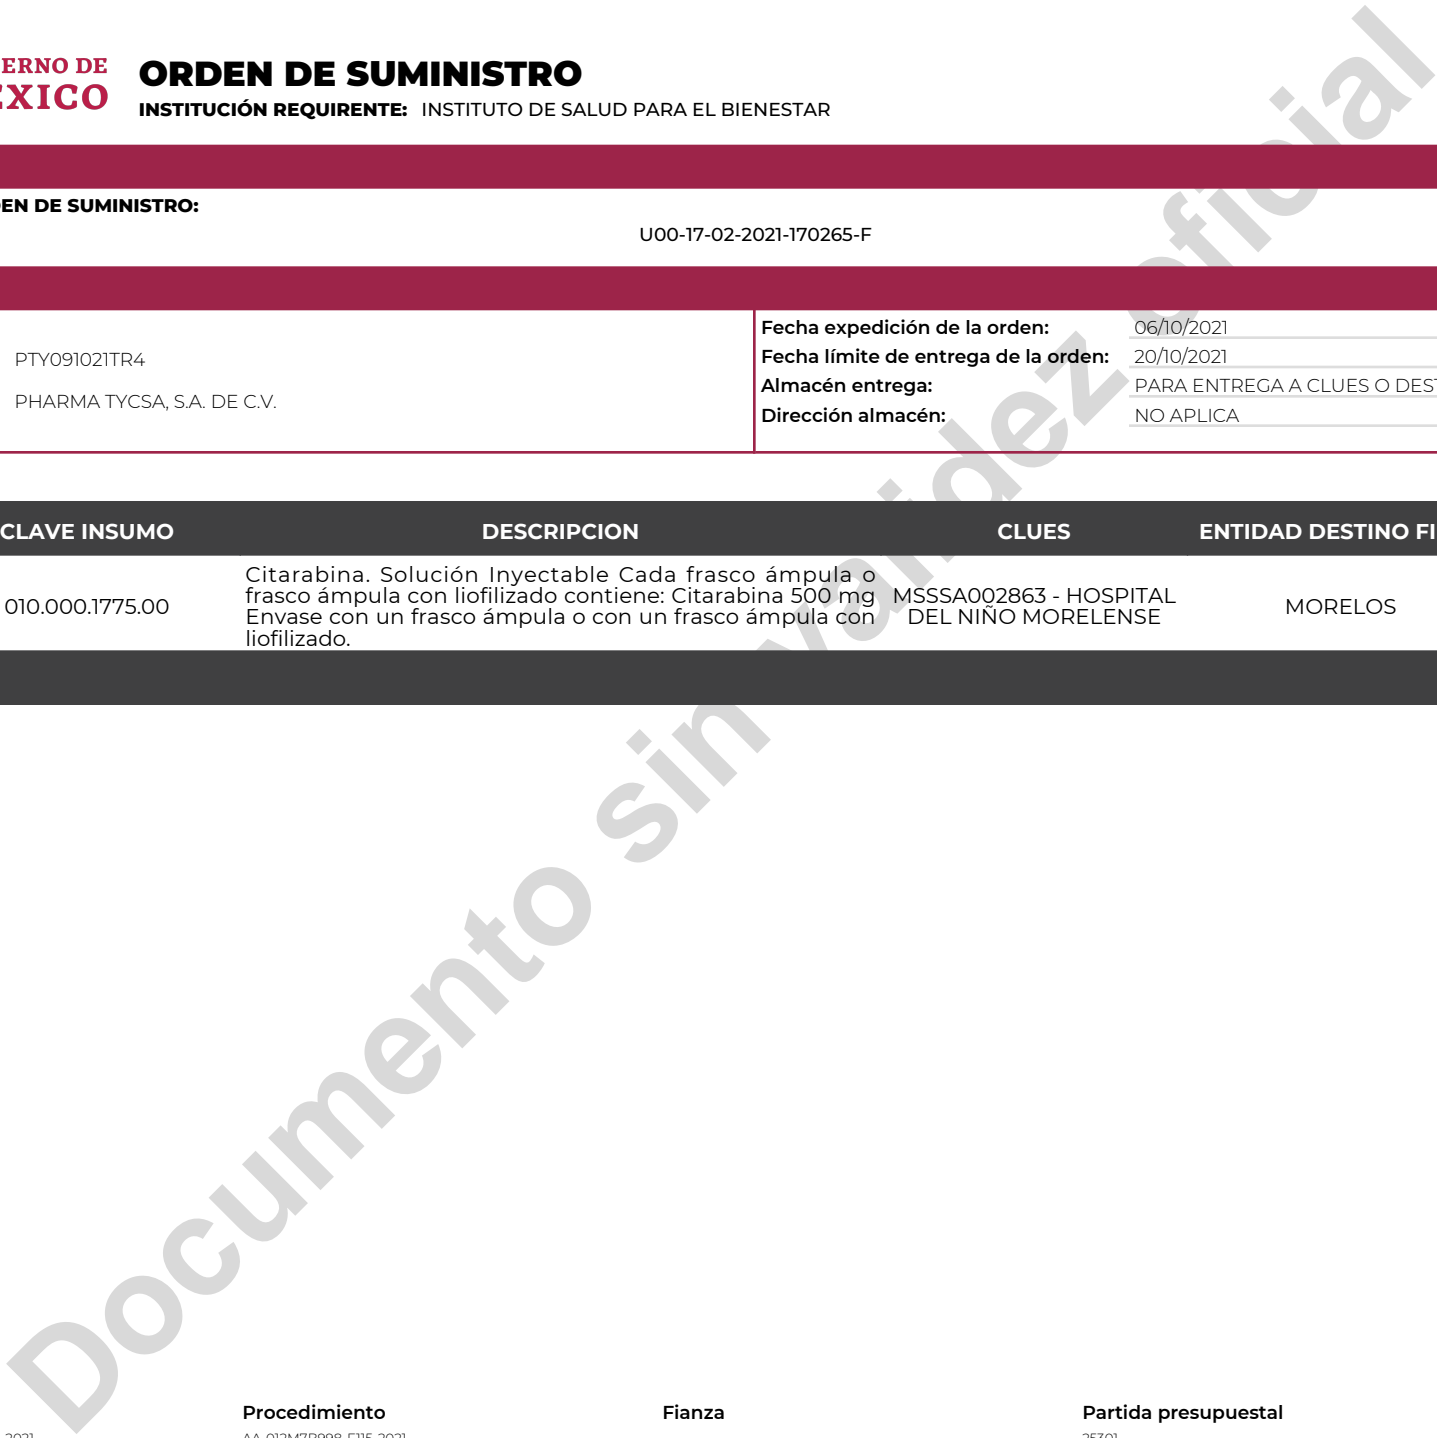 ERNO DE
ORDEN DE SUMINISTRO
EXICO
INSTITUCIÓN REQUIRENTE: INSTITUTO DE SALUD PARA EL BIENESTAR
EN DE SUMINISTRO:
U00-17-02-2021-170265-F
PTY091021TR4
PHARMA TYCSA, S.A. DE C.V.
Fecha expedición de la orden: 06/10/2021
Fecha límite de entrega de la orden: 20/10/2021
Almacén entrega: PARA ENTREGA A CLUES O DEST
Dirección almacén: NO APLICA
CLAVE INSUMO DESCRIPCION CLUES ENTIDAD DESTINO FI
010.000.1775.00
Citarabina. Solución Inyectable Cada frasco ámpula o
frasco ámpula con liofilizado contiene: Citarabina 500 mg
Envase con un frasco ámpula o con un frasco ámpula con
liofilizado.
MSSSA002863 - HOSPITAL
DEL NIÑO MORELENSE
MORELOS
Documento sin validez oficial
Procedimiento Fianza Partida presupuestal